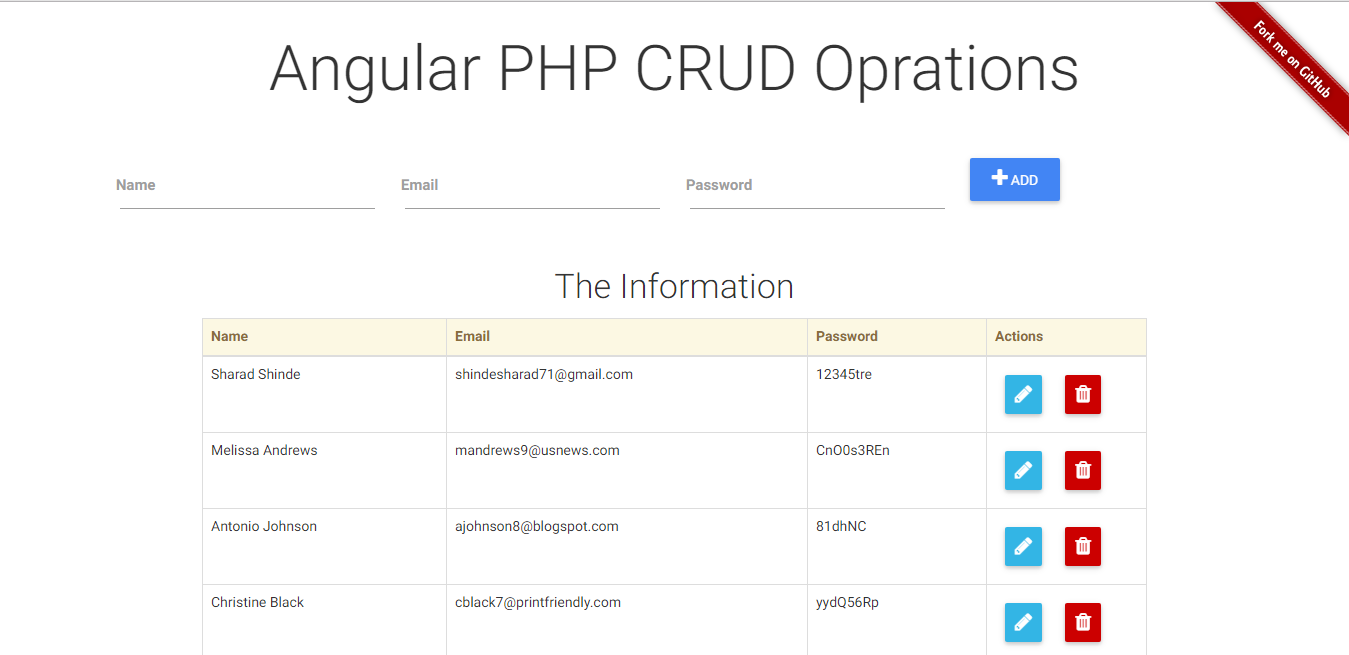 Angular PHP CRUD Oprations
Fork me on GitHub
Name Email Password ADD
The Information
Name Email Password Actions
Sharad Shinde shindesharad71@gmail.com 12345tre
Melissa Andrews mandrews9@usnews.com CnO0s3REn
Antonio Johnson ajohnson8@blogspot.com 81dhNC
Christine Black cblack7@printfriendly.com yydQ56Rp